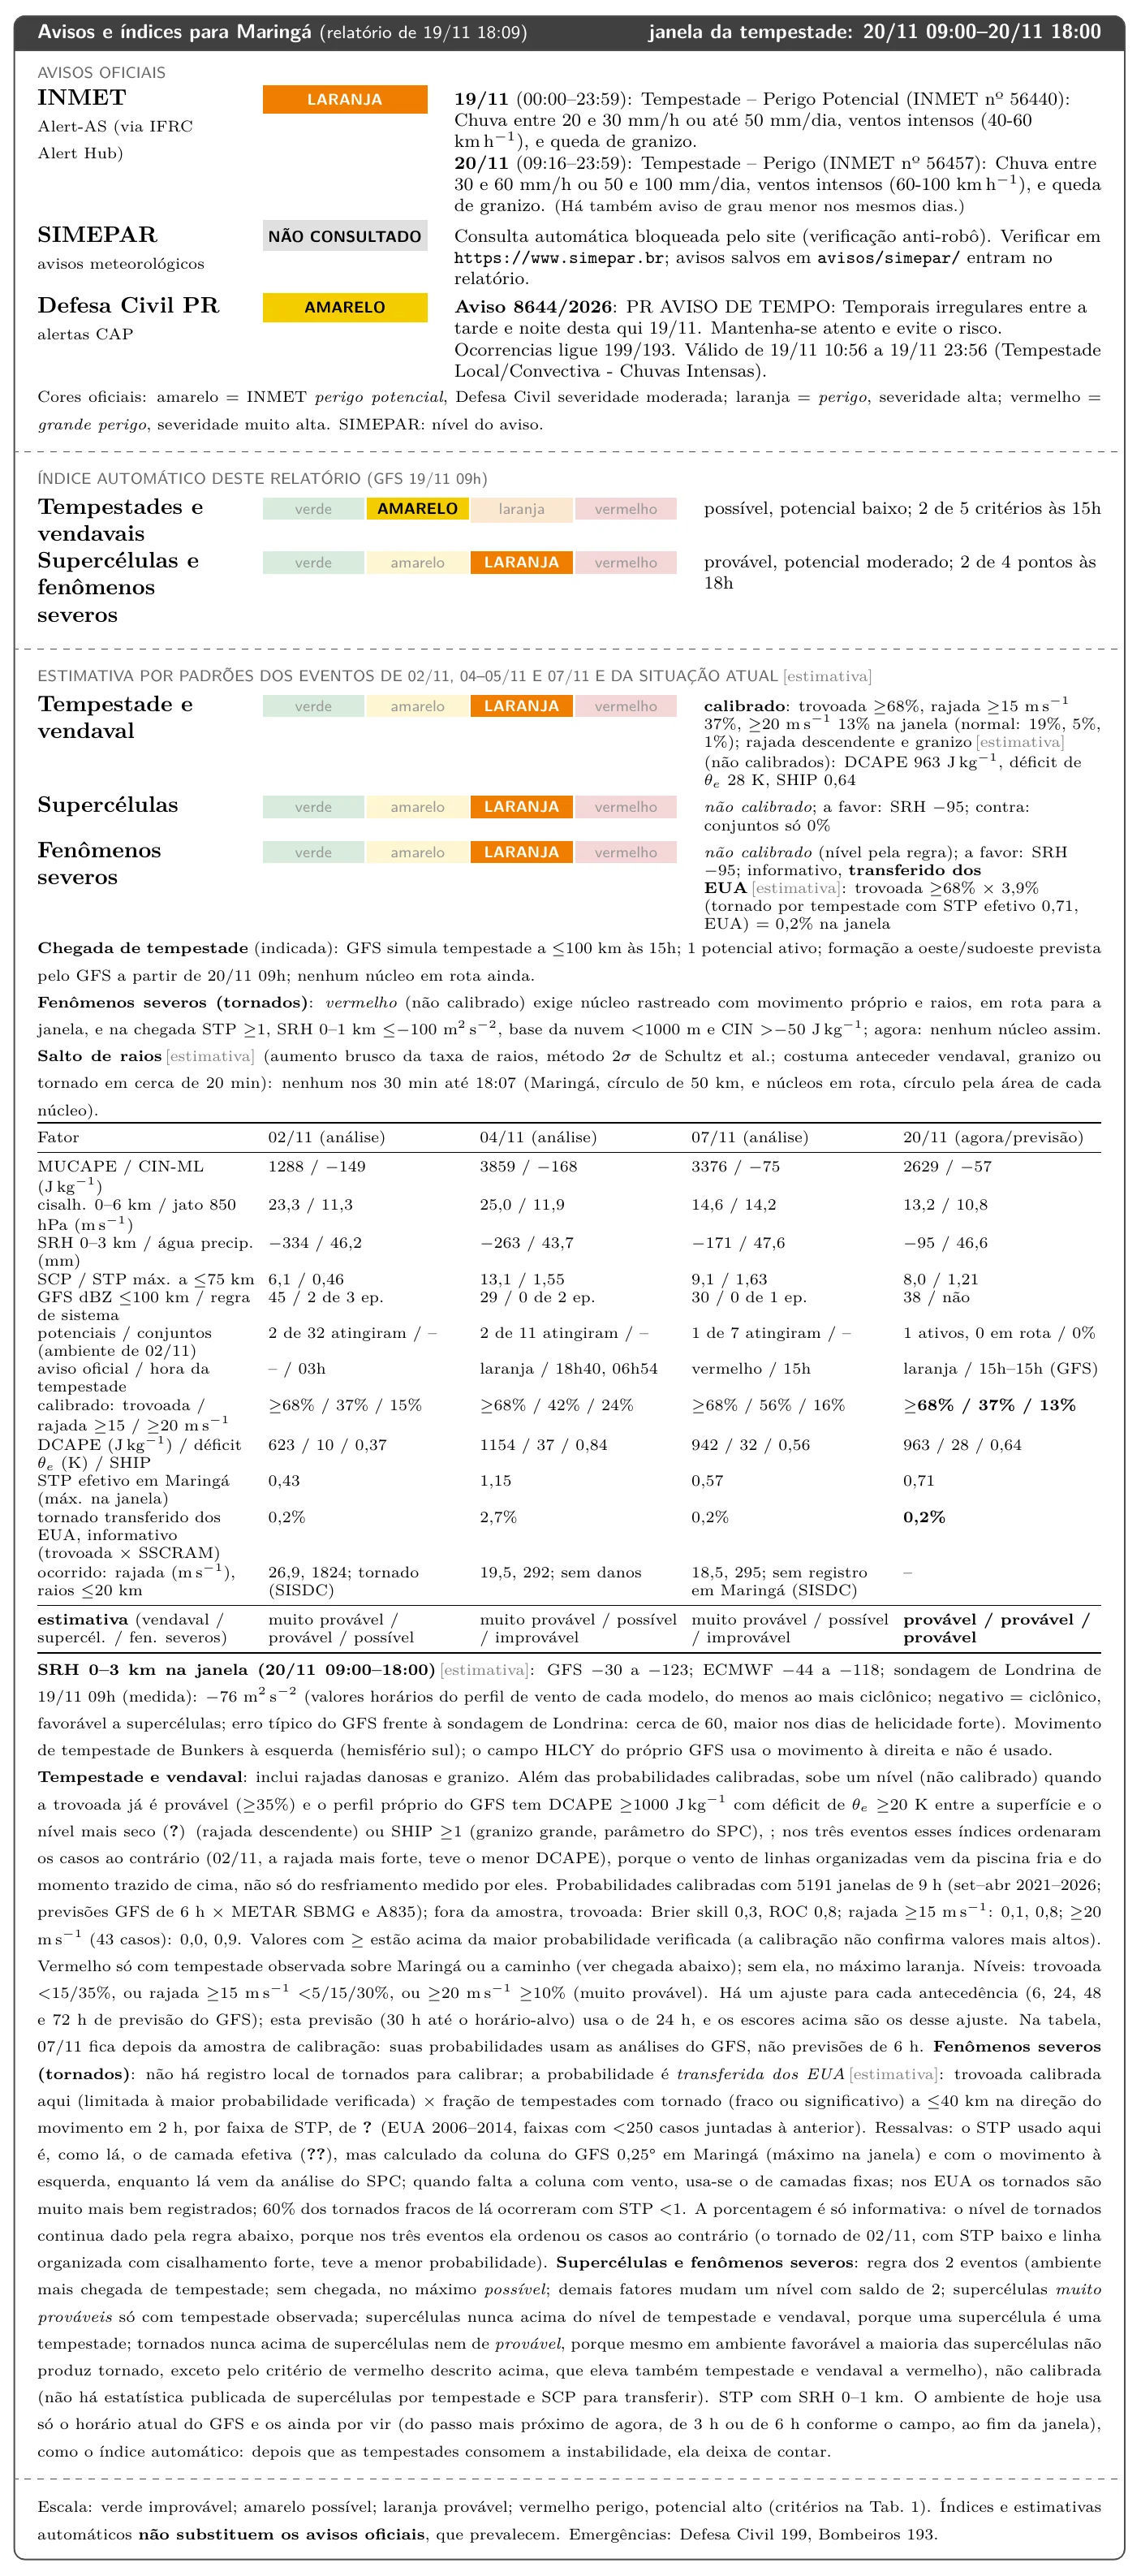 Avisos e índices para Maringá (relatório de 19/11 18:09) janela da tempestade: 20/11 09:00–20/11 18:00
AVISOS OFICIAIS
INMET
Alert-AS (via IFRC
Alert Hub)
LARANJA
19/11 (00:00–23:59): Tempestade – Perigo Potencial (INMET nº 56440):
Chuva entre 20 e 30 mm/h ou até 50 mm/dia, ventos intensos (40-60
km h⁻¹), e queda de granizo.
20/11 (09:16–23:59): Tempestade – Perigo (INMET nº 56457): Chuva entre
30 e 60 mm/h ou 50 e 100 mm/dia, ventos intensos (60-100 km h⁻¹), e queda
de granizo. (Há também aviso de grau menor nos mesmos dias.)
SIMEPAR
avisos meteorológicos
NÃO CONSULTADO
Consulta automática bloqueada pelo site (verificação anti-robô). Verificar em
https://www.simepar.br; avisos salvos em avisos/simepar/ entram no
relatório.
Defesa Civil PR
alertas CAP
AMARELO
Aviso 8644/2026: PR AVISO DE TEMPO: Temporais irregulares entre a
tarde e noite desta qui 19/11. Mantenha-se atento e evite o risco.
Ocorrencias ligue 199/193. Válido de 19/11 10:56 a 19/11 23:56 (Tempestade
Local/Convectiva - Chuvas Intensas).
Cores oficiais: amarelo = INMET perigo potencial, Defesa Civil severidade moderada; laranja = perigo, severidade alta; vermelho =
grande perigo, severidade muito alta. SIMEPAR: nível do aviso.
ÍNDICE AUTOMÁTICO DESTE RELATÓRIO (GFS 19/11 09h)
Tempestades e
vendavais
verde AMARELO laranja vermelho
possível, potencial baixo; 2 de 5 critérios às 15h
Supercélulas e
fenômenos
severos
verde amarelo LARANJA vermelho
provável, potencial moderado; 2 de 4 pontos às
18h
ESTIMATIVA POR PADRÕES DOS EVENTOS DE 02/11, 04–05/11 E 07/11 E DA SITUAÇÃO ATUAL [estimativa]
Tempestade e
vendaval
verde amarelo LARANJA vermelho
calibrado: trovoada ≥68%, rajada ≥15 m s⁻¹
37%, ≥20 m s⁻¹ 13% na janela (normal: 19%, 5%,
1%); rajada descendente e granizo [estimativa]
(não calibrados): DCAPE 963 J kg⁻¹, déficit de
θₑ 28 K, SHIP 0,64
Supercélulas
verde amarelo LARANJA vermelho
não calibrado; a favor: SRH −95; contra:
conjuntos só 0%
Fenômenos
severos
verde amarelo LARANJA vermelho
não calibrado (nível pela regra); a favor: SRH
−95; informativo, transferido dos
EUA [estimativa]: trovoada ≥68% × 3,9%
(tornado por tempestade com STP efetivo 0,71,
EUA) = 0,2% na janela
Chegada de tempestade (indicada): GFS simula tempestade a ≤100 km às 15h; 1 potencial ativo; formação a oeste/sudoeste prevista
pelo GFS a partir de 20/11 09h; nenhum núcleo em rota ainda.
Fenômenos severos (tornados): vermelho (não calibrado) exige núcleo rastreado com movimento próprio e raios, em rota para a
janela, e na chegada STP ≥1, SRH 0–1 km ≤−100 m² s⁻², base da nuvem <1000 m e CIN >−50 J kg⁻¹; agora: nenhum núcleo assim.
Salto de raios [estimativa] (aumento brusco da taxa de raios, método 2σ de Schultz et al.; costuma anteceder vendaval, granizo ou
tornado em cerca de 20 min): nenhum nos 30 min até 18:07 (Maringá, círculo de 50 km, e núcleos em rota, círculo pela área de cada
núcleo).
Fator 02/11 (análise) 04/11 (análise) 07/11 (análise) 20/11 (agora/previsão)
MUCAPE / CIN-ML 1288 / −149 3859 / −168 3376 / −75 2629 / −57
(J kg⁻¹)
cisalh. 0–6 km / jato 850 23,3 / 11,3 25,0 / 11,9 14,6 / 14,2 13,2 / 10,8
hPa (m s⁻¹)
SRH 0–3 km / água precip. −334 / 46,2 −263 / 43,7 −171 / 47,6 −95 / 46,6
(mm)
SCP / STP máx. a ≤75 km 6,1 / 0,46 13,1 / 1,55 9,1 / 1,63 8,0 / 1,21
GFS dBZ ≤100 km / regra 45 / 2 de 3 ep. 29 / 0 de 2 ep. 30 / 0 de 1 ep. 38 / não
de sistema
potenciais / conjuntos 2 de 32 atingiram / – 2 de 11 atingiram / – 1 de 7 atingiram / – 1 ativos, 0 em rota / 0%
(ambiente de 02/11)
aviso oficial / hora da – / 03h laranja / 18h40, 06h54 vermelho / 15h laranja / 15h–15h (GFS)
tempestade
calibrado: trovoada / ≥68% / 37% / 15% ≥68% / 42% / 24% ≥68% / 56% / 16% ≥68% / 37% / 13%
rajada ≥15 / ≥20 m s⁻¹
DCAPE (J kg⁻¹) / déficit 623 / 10 / 0,37 1154 / 37 / 0,84 942 / 32 / 0,56 963 / 28 / 0,64
θₑ (K) / SHIP
STP efetivo em Maringá 0,43 1,15 0,57 0,71
(máx. na janela)
tornado transferido dos 0,2% 2,7% 0,2% 0,2%
EUA, informativo
(trovoada × SSCRAM)
ocorrido: rajada (m s⁻¹), 26,9, 1824; tornado 19,5, 292; sem danos 18,5, 295; sem registro –
raios ≤20 km (SISDC) em Maringá (SISDC)
estimativa (vendaval / muito provável / muito provável / possível muito provável / possível provável / provável /
supercél. / fen. severos) provável / possível / improvável / improvável provável
SRH 0–3 km na janela (20/11 09:00–18:00) [estimativa]: GFS −30 a −123; ECMWF −44 a −118; sondagem de Londrina de
19/11 09h (medida): −76 m² s⁻² (valores horários do perfil de vento de cada modelo, do menos ao mais ciclônico; negativo = ciclônico,
favorável a supercélulas; erro típico do GFS frente à sondagem de Londrina: cerca de 60, maior nos dias de helicidade forte). Movimento
de tempestade de Bunkers à esquerda (hemisfério sul); o campo HLCY do próprio GFS usa o movimento à direita e não é usado.
Tempestade e vendaval: inclui rajadas danosas e granizo. Além das probabilidades calibradas, sobe um nível (não calibrado) quando
a trovoada já é provável (≥35%) e o perfil próprio do GFS tem DCAPE ≥1000 J kg⁻¹ com déficit de θₑ ≥20 K entre a superfície e o
nível mais seco (?) (rajada descendente) ou SHIP ≥1 (granizo grande, parâmetro do SPC), ; nos três eventos esses índices ordenaram
os casos ao contrário (02/11, a rajada mais forte, teve o menor DCAPE), porque o vento de linhas organizadas vem da piscina fria e do
momento trazido de cima, não só do resfriamento medido por eles. Probabilidades calibradas com 5191 janelas de 9 h (set–abr 2021–2026;
previsões GFS de 6 h × METAR SBMG e A835); fora da amostra, trovoada: Brier skill 0,3, ROC 0,8; rajada ≥15 m s⁻¹: 0,1, 0,8; ≥20
m s⁻¹ (43 casos): 0,0, 0,9. Valores com ≥ estão acima da maior probabilidade verificada (a calibração não confirma valores mais altos).
Vermelho só com tempestade observada sobre Maringá ou a caminho (ver chegada abaixo); sem ela, no máximo laranja. Níveis: trovoada
<15/35%, ou rajada ≥15 m s⁻¹ <5/15/30%, ou ≥20 m s⁻¹ ≥10% (muito provável). Há um ajuste para cada antecedência (6, 24, 48
e 72 h de previsão do GFS); esta previsão (30 h até o horário-alvo) usa o de 24 h, e os escores acima são os desse ajuste. Na tabela,
07/11 fica depois da amostra de calibração: suas probabilidades usam as análises do GFS, não previsões de 6 h. Fenômenos severos
(tornados): não há registro local de tornados para calibrar; a probabilidade é transferida dos EUA [estimativa]: trovoada calibrada
aqui (limitada à maior probabilidade verificada) × fração de tempestades com tornado (fraco ou significativo) a ≤40 km na direção do
movimento em 2 h, por faixa de STP, de ? (EUA 2006–2014, faixas com <250 casos juntadas à anterior). Ressalvas: o STP usado aqui
é, como lá, o de camada efetiva (??), mas calculado da coluna do GFS 0,25° em Maringá (máximo na janela) e com o movimento à
esquerda, enquanto lá vem da análise do SPC; quando falta a coluna com vento, usa-se o de camadas fixas; nos EUA os tornados são
muito mais bem registrados; 60% dos tornados fracos de lá ocorreram com STP <1. A porcentagem é só informativa: o nível de tornados
continua dado pela regra abaixo, porque nos três eventos ela ordenou os casos ao contrário (o tornado de 02/11, com STP baixo e linha
organizada com cisalhamento forte, teve a menor probabilidade). Supercélulas e fenômenos severos: regra dos 2 eventos (ambiente
mais chegada de tempestade; sem chegada, no máximo possível; demais fatores mudam um nível com saldo de 2; supercélulas muito
prováveis só com tempestade observada; supercélulas nunca acima do nível de tempestade e vendaval, porque uma supercélula é uma
tempestade; tornados nunca acima de supercélulas nem de provável, porque mesmo em ambiente favorável a maioria das supercélulas não
produz tornado, exceto pelo critério de vermelho descrito acima, que eleva também tempestade e vendaval a vermelho), não calibrada
(não há estatística publicada de supercélulas por tempestade e SCP para transferir). STP com SRH 0–1 km. O ambiente de hoje usa
só o horário atual do GFS e os ainda por vir (do passo mais próximo de agora, de 3 h ou de 6 h conforme o campo, ao fim da janela),
como o índice automático: depois que as tempestades consomem a instabilidade, ela deixa de contar.
Escala: verde improvável; amarelo possível; laranja provável; vermelho perigo, potencial alto (critérios na Tab. 1). Índices e estimativas
automáticos não substituem os avisos oficiais, que prevalecem. Emergências: Defesa Civil 199, Bombeiros 193.